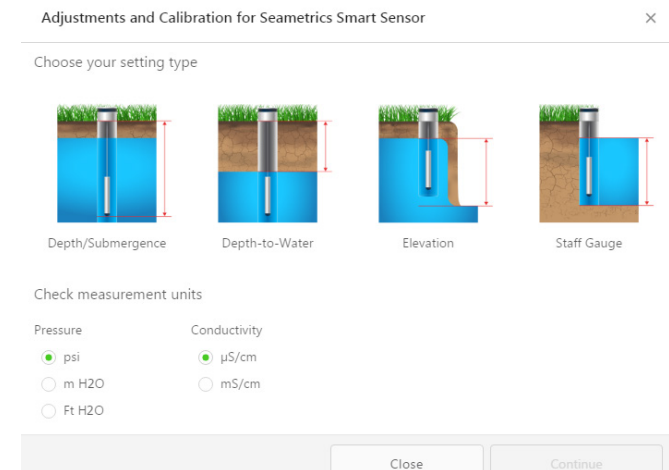 Adjustments and Calibration for Seametrics Smart Sensor
Choose your setting type
Depth/Submergence
Depth-to-Water
Elevation
Staff Gauge
Check measurement units
Pressure
Conductivity
psi
µS/cm
m H2O
mS/cm
Ft H2O
Close
Continue